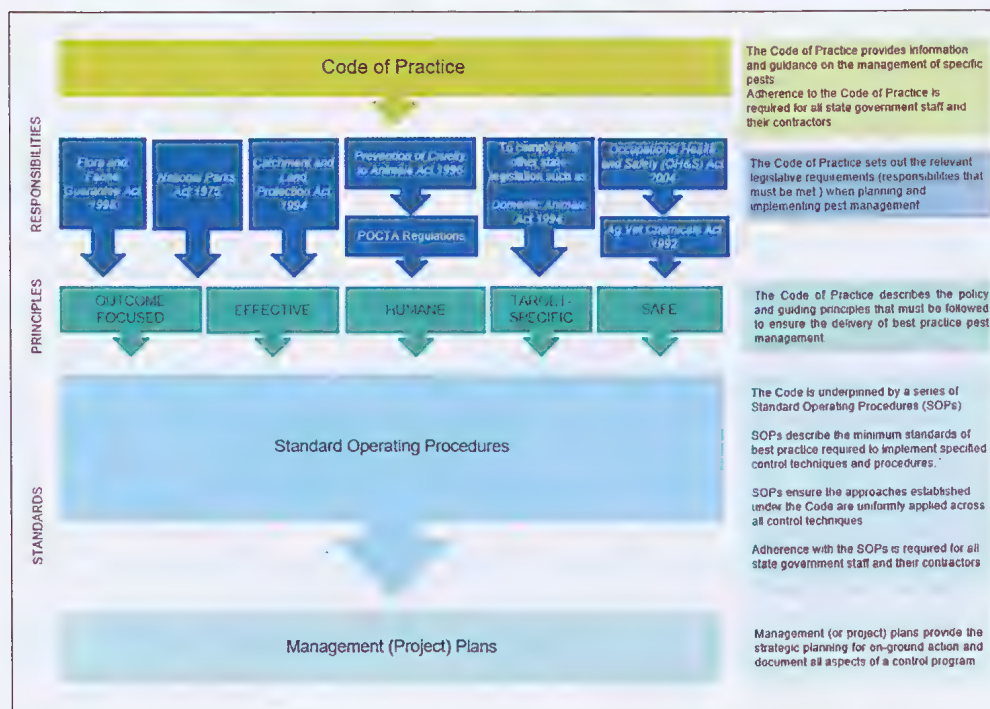 Code of Practice
The Code of Practice provides information
and guidance on the management of specific
pests
Adherence to the Code of Practice is
required for all state government staff and
their contractors
RESPONSIBILITIES
Flora and
Fauna
Guarantee Act
1998
National Parks
Act 1975
Catchment and
Land
Protection Act
1994
Prevention of Cruelty
to Animals Act 1996
POCTA Regulations
To comply with
other state
legislation such as
Domestic Animals
Act 1994
Occupational Health
and Safety (OH&S) Act
2004
Ag Vet Chemicals Act
1992
The Code of Practice sets out the relevant
legislative requirements (responsibilities that
must be met ) when planning and
implementing pest management
PRINCIPLES
OUTCOME
FOCUSED
EFFECTIVE
HUMANE
TARGET-
SPECIFIC
SAFE
The Code of Practice describes the policy
and guiding principles that must be followed
to ensure the delivery of best practice pest
management
STANDARDS
Standard Operating Procedures
The Code is underpinned by a series of
Standard Operating Procedures (SOPs)
SOPs describe the minimum standards of
best practice required to implement specified
control techniques and procedures.
SOPs ensure the approaches established
under the Code are uniformly applied across
all control techniques
Adherence with the SOPs is required for all
state government staff and their contractors
Management (Project) Plans
Management (or project) plans provide the
strategic planning for on-ground action and
document all aspects of a control program